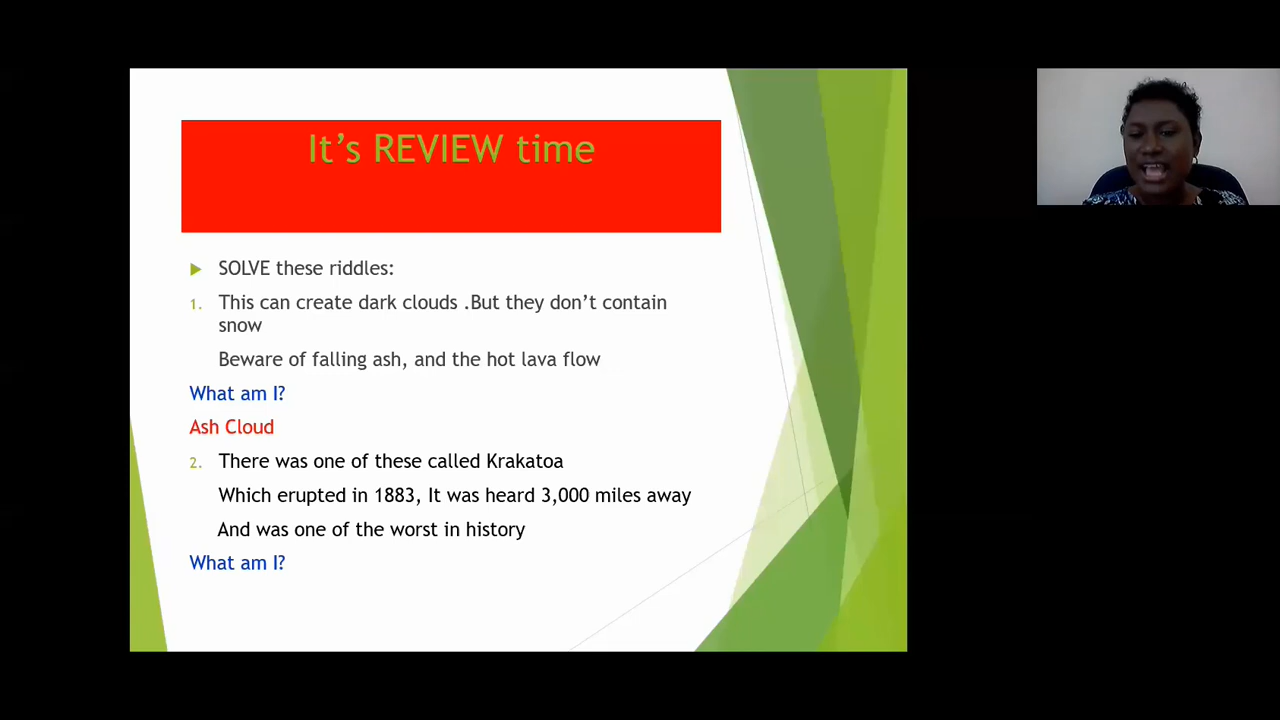 It’s REVIEW time
SOLVE these riddles:
1. This can create dark clouds .But they don’t contain
snow
Beware of falling ash, and the hot lava flow
What am I?
Ash Cloud
2. There was one of these called Krakatoa
Which erupted in 1883, It was heard 3,000 miles away
And was one of the worst in history
What am I?